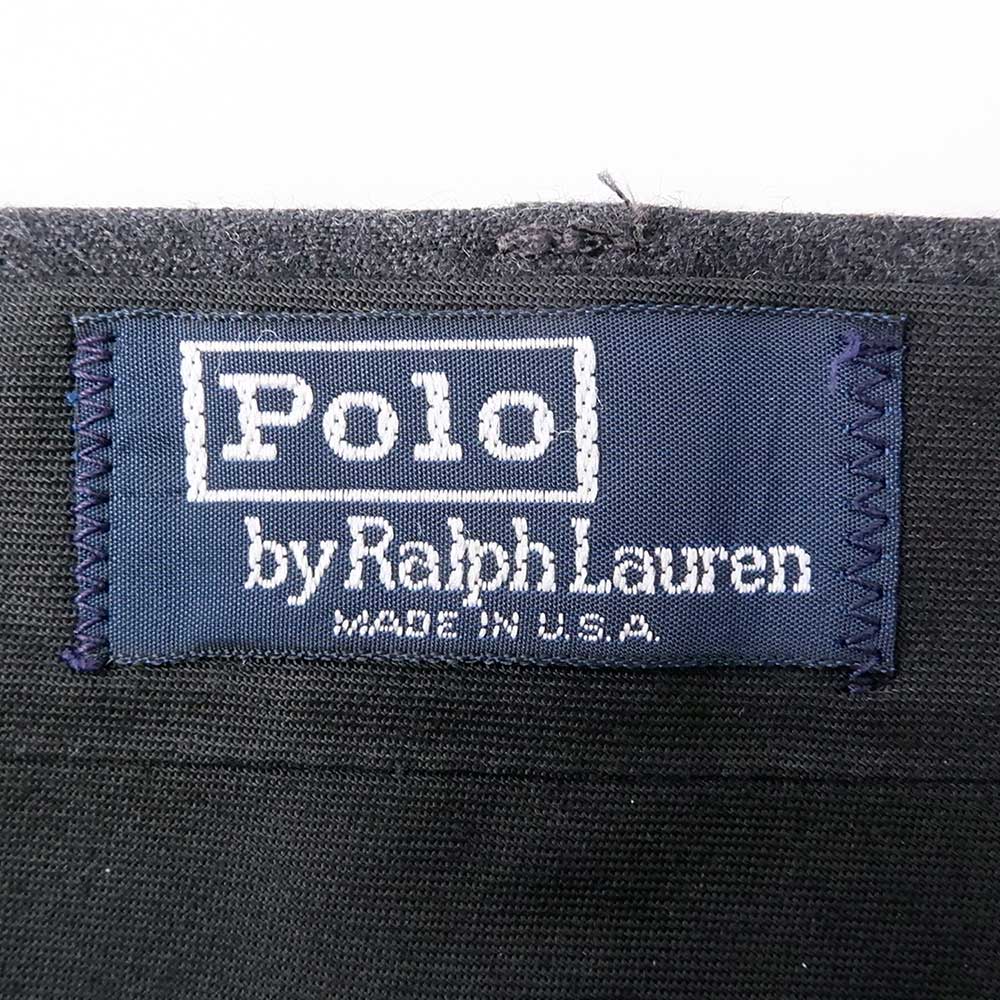 Polo
by Ralph Lauren
MADE IN U.S.A.